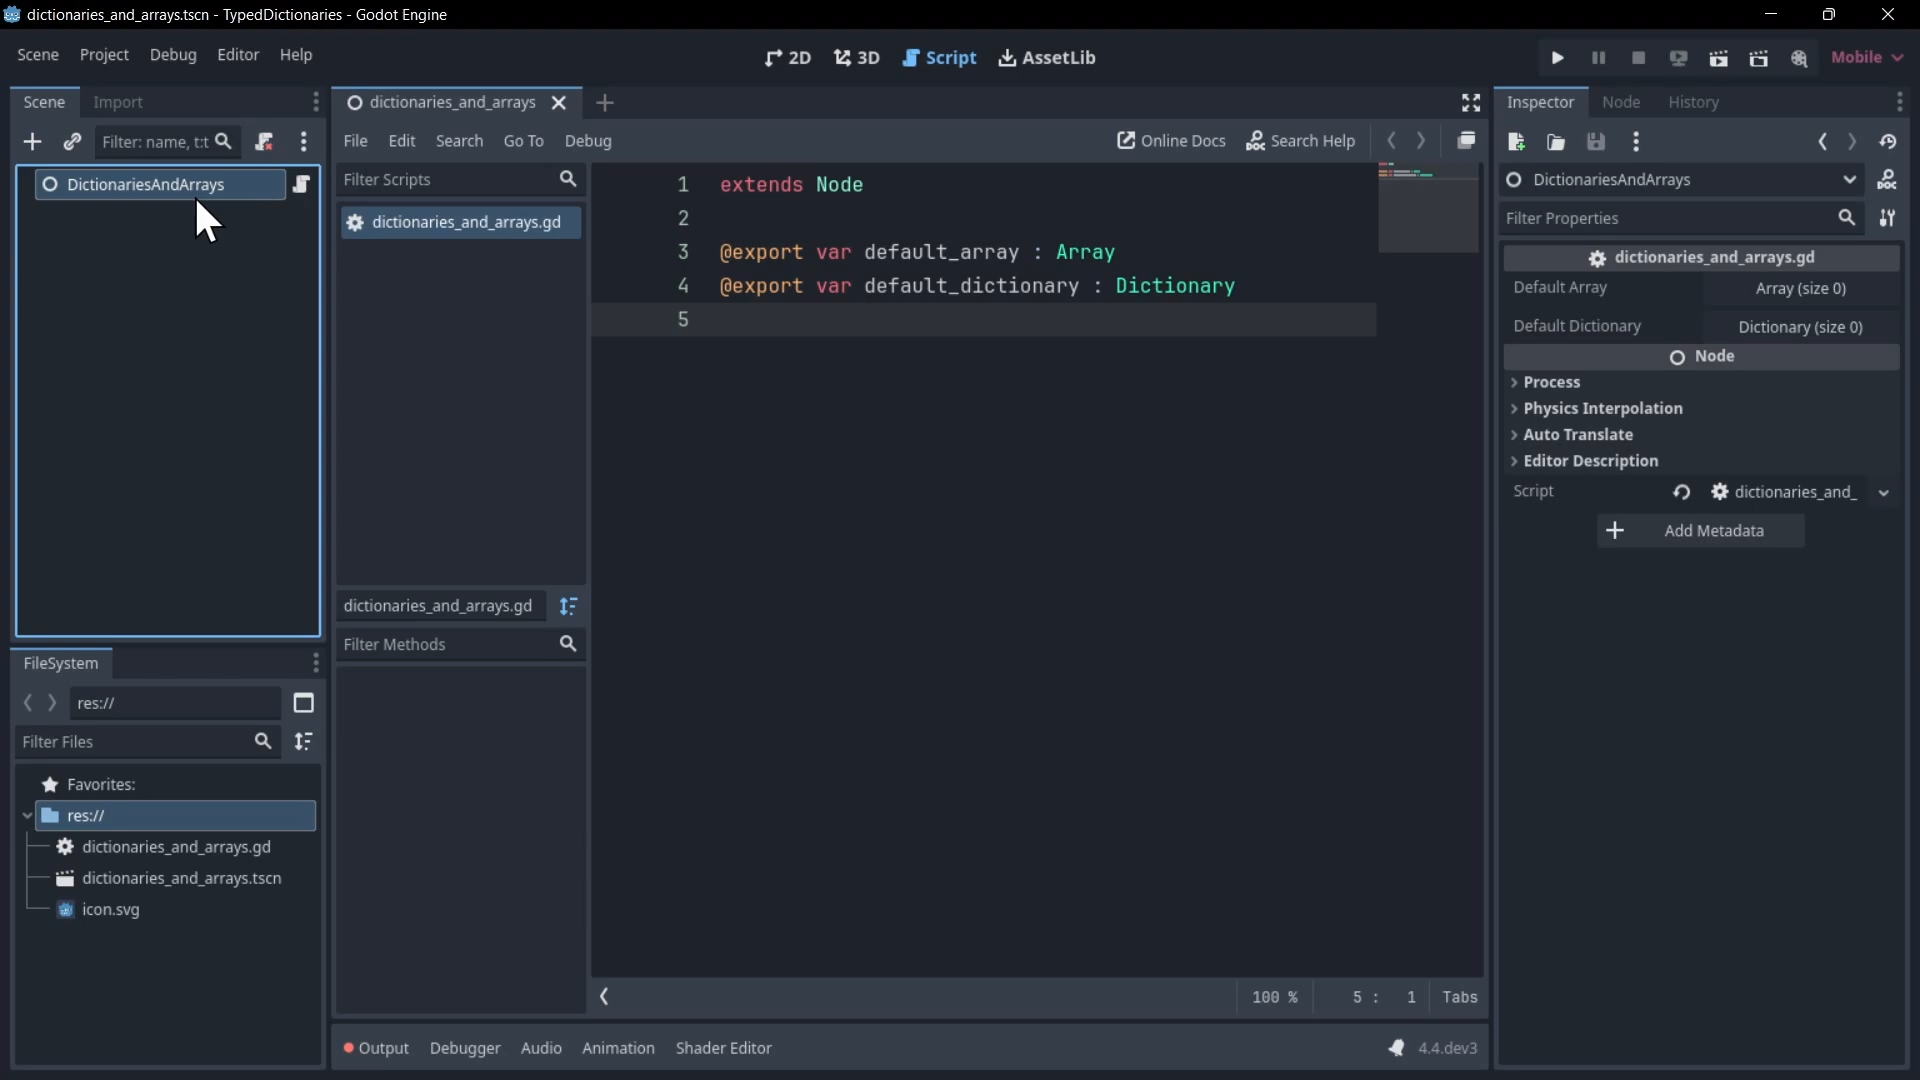 dictionaries_and_arrays.tscn - TypedDictionaries - Godot Engine
Scene Project Debug Editor Help
2D 3D Script AssetLib
Mobile
Scene Import
Filter: name, t:t
DictionariesAndArrays
FileSystem
res://
Filter Files
Favorites:
res://
dictionaries_and_arrays.gd
dictionaries_and_arrays.tscn
icon.svg
dictionaries_and_arrays
File Edit Search Go To Debug
Online Docs Search Help
Filter Scripts
dictionaries_and_arrays.gd
dictionaries_and_arrays.gd
Filter Methods
1 extends Node
2
3 @export var default_array : Array
4 @export var default_dictionary : Dictionary
5
100 % 5 : 1 Tabs
Output Debugger Audio Animation Shader Editor
4.4.dev3
Inspector Node History
DictionariesAndArrays
Filter Properties
dictionaries_and_arrays.gd
Default Array Array (size 0)
Default Dictionary Dictionary (size 0)
Node
Process
Physics Interpolation
Auto Translate
Editor Description
Script dictionaries_and_
Add Metadata